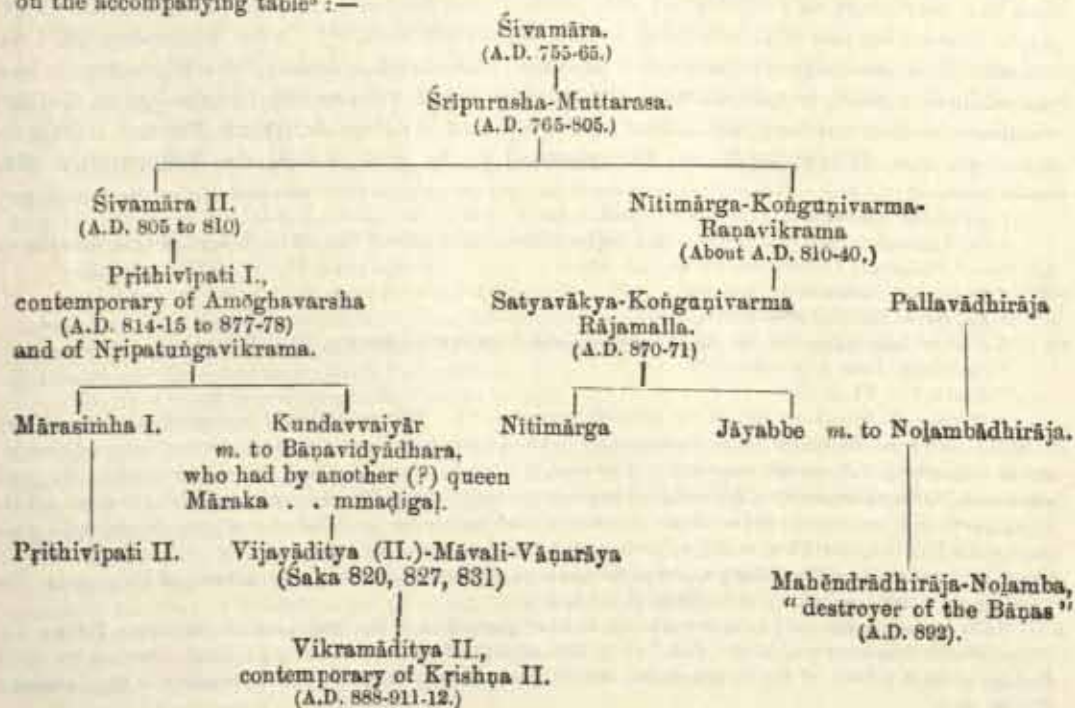 on the accompanying table³ :—
Śivamāra.
(A.D. 755-65.)
Śrīpurusha-Muttarasa.
(A.D. 765-805.)
Śivamāra II.
(A.D. 805 to 810)
Nītimārga-Koṅguṇivarma-
Raṇavikrama
(About A.D. 810-40.)
Pṛithivīpati I.,
contemporary of Amōghavarsha
(A.D. 814-15 to 877-78)
and of Nṛipatuṅgavikrama.
Satyavākya-Koṅguṇivarma
Rājamalla.
(A.D. 870-71)
Pallavādhirāja
Mārasiṁha I.
Kundavvaiyār
m. to Bāṇavidyādhara,
who had by another (?) queen
Māraka . . mmaḍigaḷ.
Nītimārga
Jāyabbe m. to Noḷambādhirāja.
Pṛithivīpati II.
Vijayāditya (II.)-Māvali-Vāṇarāya
(Śaka 820, 827, 831)
Mahēndrādhirāja-Noḷamba,
"destroyer of the Bāṇas"
(A.D. 892).
Vikramāditya II.,
contemporary of Kṛishṇa II.
(A.D. 888-911-12.)